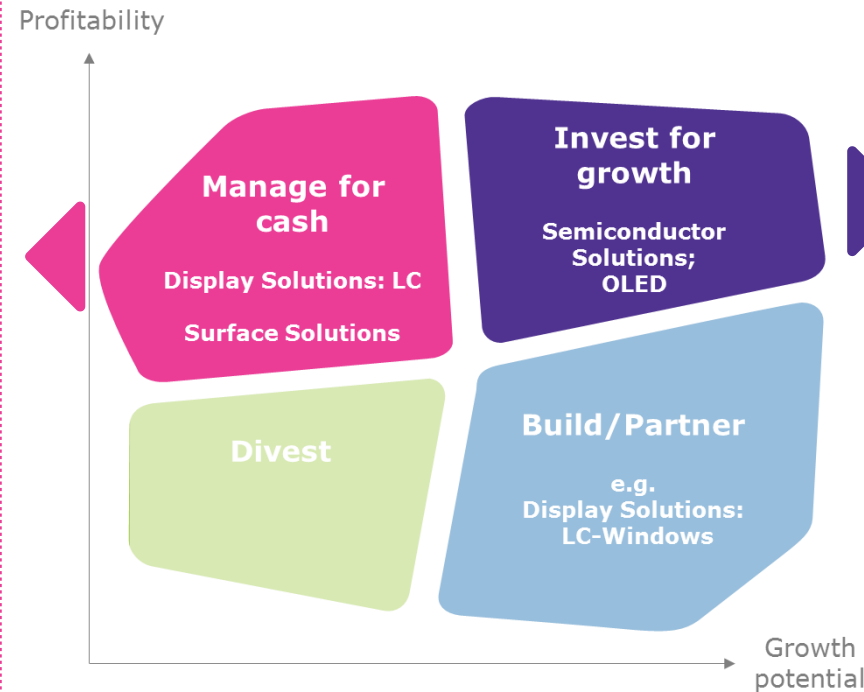 Profitability
Manage for
cash
Display Solutions: LC
Surface Solutions
Invest for
growth
Semiconductor
Solutions;
OLED
Divest
Build/Partner
e.g.
Display Solutions:
LC-Windows
Growth
potential